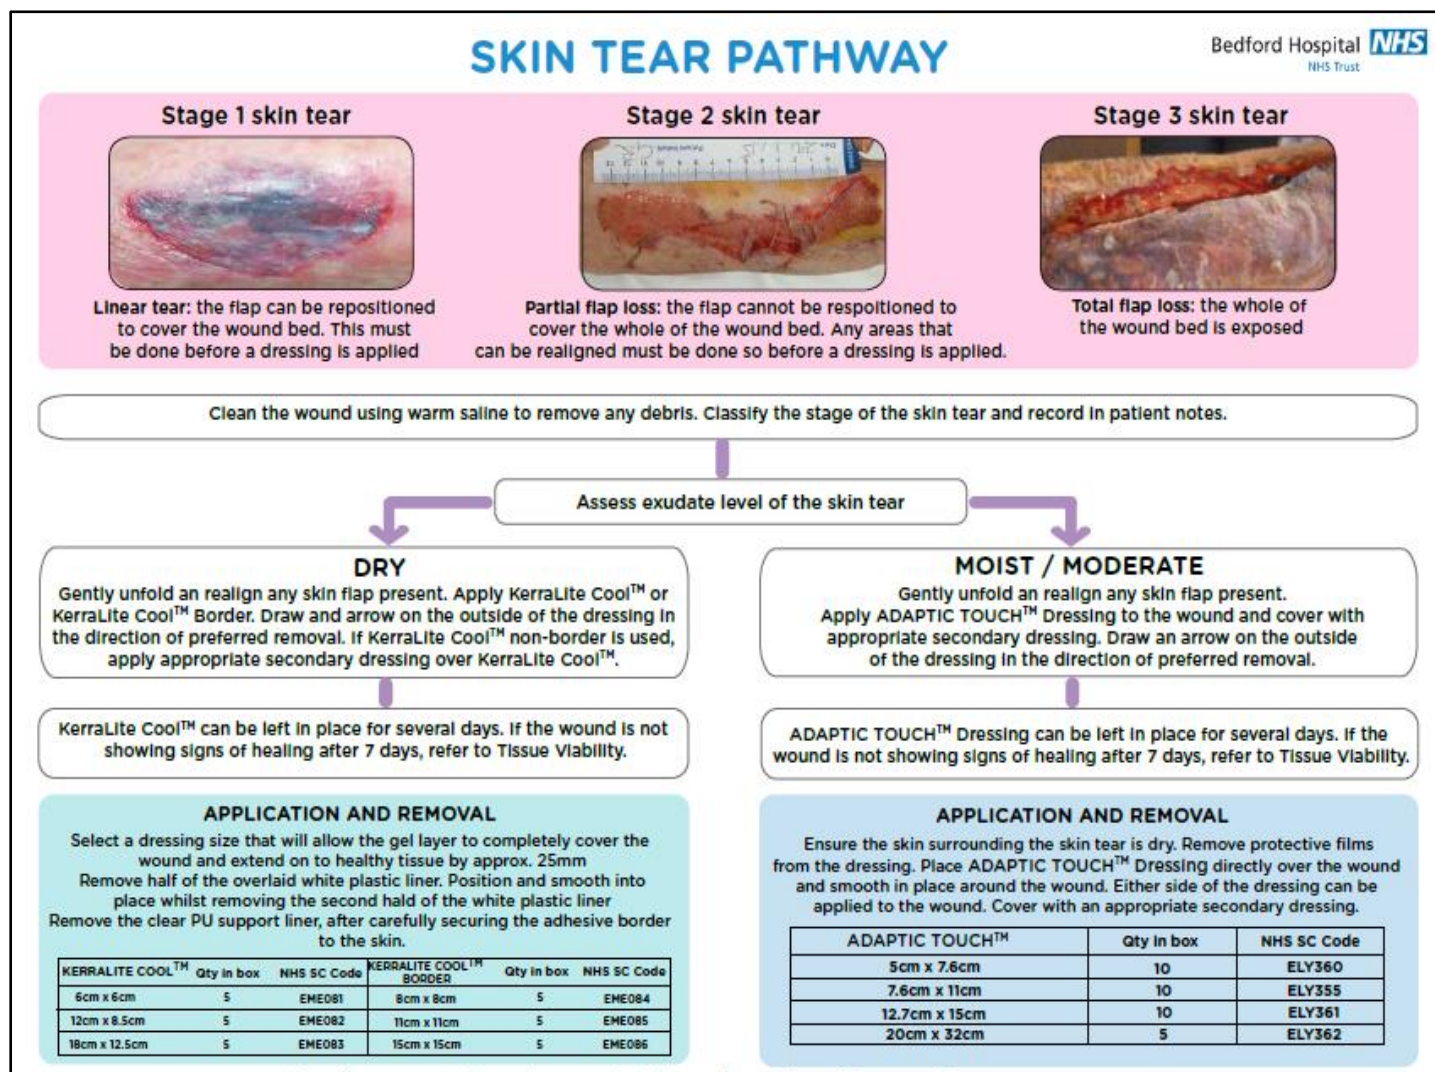 SKIN TEAR PATHWAY
Bedford Hospital NHS
NHS Trust
Stage 1 skin tear
Linear tear: the flap can be repositioned
to cover the wound bed. This must
be done before a dressing is applied
Stage 2 skin tear
Partial flap loss: the flap cannot be respoitioned to
cover the whole of the wound bed. Any areas that
can be realigned must be done so before a dressing is applied.
Stage 3 skin tear
Total flap loss: the whole of
the wound bed is exposed
Clean the wound using warm saline to remove any debris. Classify the stage of the skin tear and record in patient notes.
Assess exudate level of the skin tear
DRY
Gently unfold an realign any skin flap present. Apply KerraLite Cool™ or
KerraLite Cool™ Border. Draw and arrow on the outside of the dressing in
the direction of preferred removal. If KerraLite Cool™ non-border is used,
apply appropriate secondary dressing over KerraLite Cool™.
KerraLite Cool™ can be left in place for several days. If the wound is not
showing signs of healing after 7 days, refer to Tissue Viability.
APPLICATION AND REMOVAL
Select a dressing size that will allow the gel layer to completely cover the
wound and extend on to healthy tissue by approx. 25mm
Remove half of the overlaid white plastic liner. Position and smooth into
place whilst removing the second hald of the white plastic liner
Remove the clear PU support liner, after carefully securing the adhesive border
to the skin.
KERRALITE COOL™ Qty in box NHS SC Code KERRALITE COOL™ BORDER Qty in box NHS SC Code
6cm x 6cm 5 EME081 8cm x 8cm 5 EME084
12cm x 8.5cm 5 EME082 11cm x 11cm 5 EME085
18cm x 12.5cm 5 EME083 15cm x 15cm 5 EME086
MOIST / MODERATE
Gently unfold an realign any skin flap present.
Apply ADAPTIC TOUCH™ Dressing to the wound and cover with
appropriate secondary dressing. Draw an arrow on the outside
of the dressing in the direction of preferred removal.
ADAPTIC TOUCH™ Dressing can be left in place for several days. If the
wound is not showing signs of healing after 7 days, refer to Tissue Viability.
APPLICATION AND REMOVAL
Ensure the skin surrounding the skin tear is dry. Remove protective films
from the dressing. Place ADAPTIC TOUCH™ Dressing directly over the wound
and smooth in place around the wound. Either side of the dressing can be
applied to the wound. Cover with an appropriate secondary dressing.
ADAPTIC TOUCH™ Qty in box NHS SC Code
5cm x 7.6cm 10 ELY360
7.6cm x 11cm 10 ELY355
12.7cm x 15cm 10 ELY361
20cm x 32cm 5 ELY362